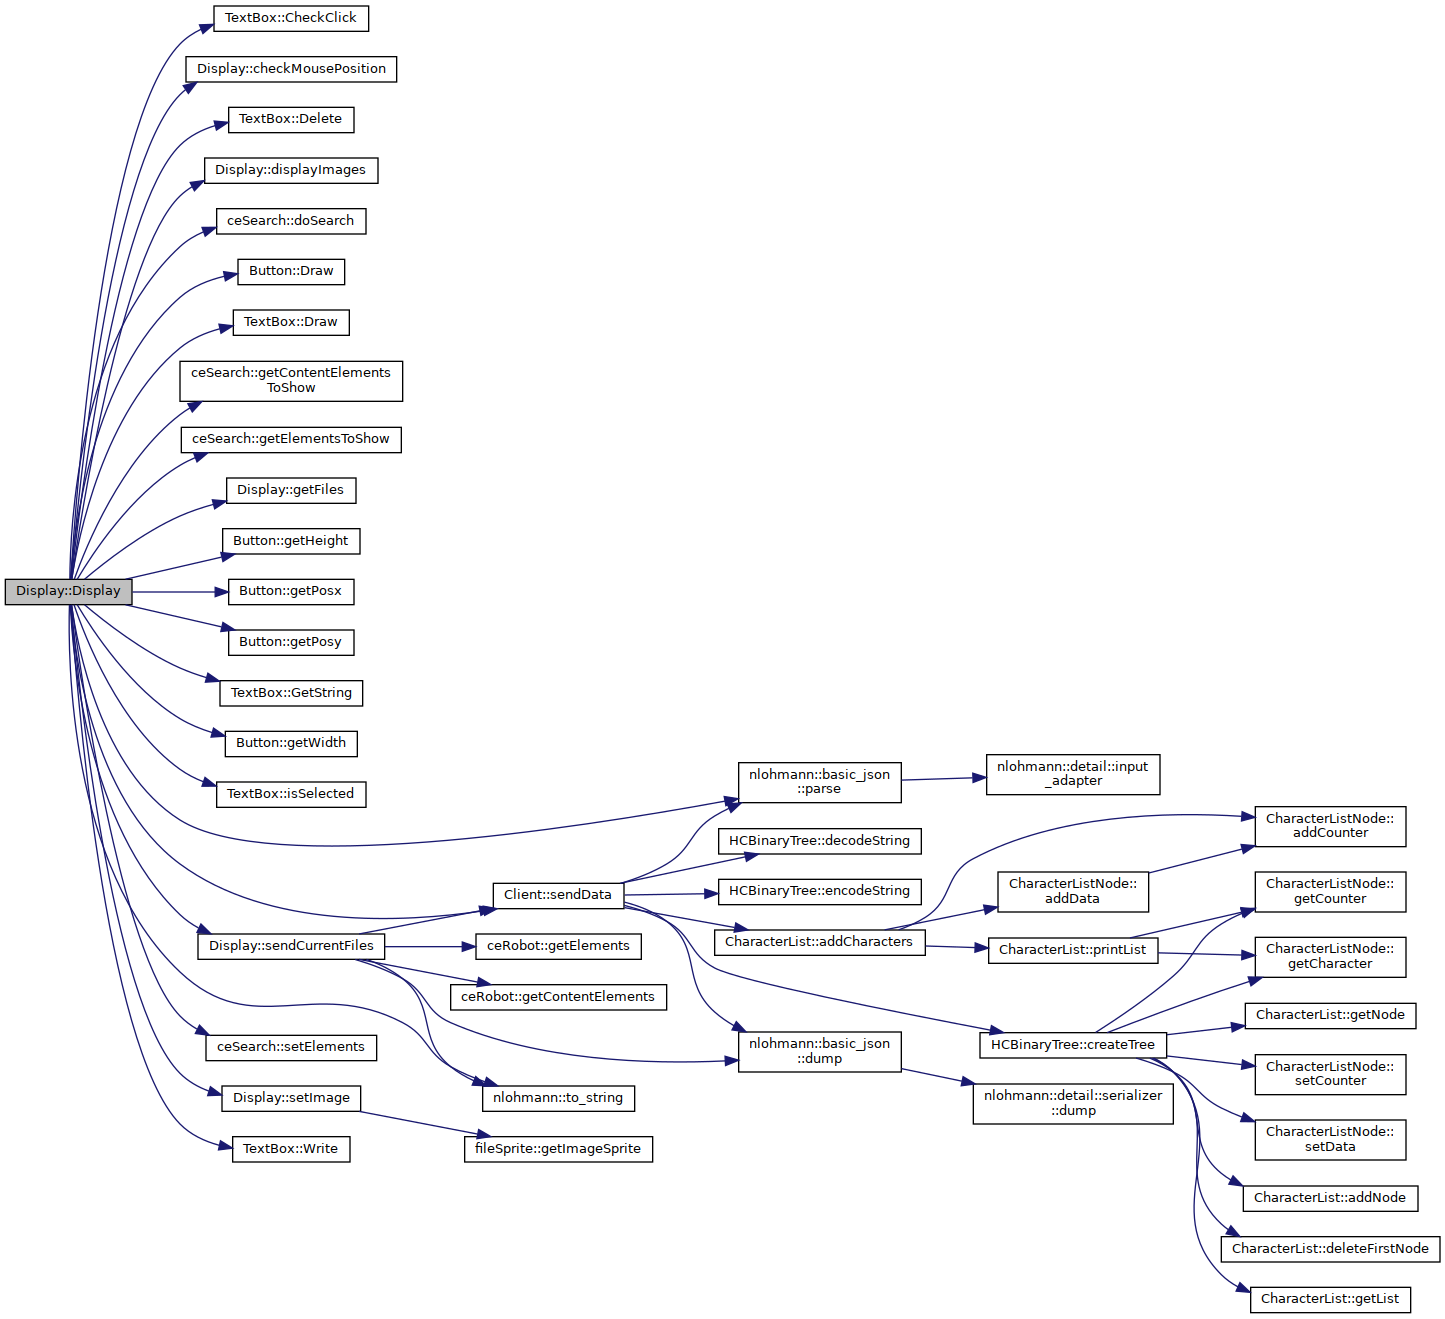 TextBox::CheckClick
Display::checkMousePosition
TextBox::Delete
Display::displayImages
ceSearch::doSearch
Button::Draw
TextBox::Draw
ceSearch::getContentElements
ToShow
ceSearch::getElementsToShow
Display::getFiles
Button::getHeight
Display::Display
Button::getPosx
Button::getPosy
TextBox::GetString
Button::getWidth
TextBox::isSelected
Display::sendCurrentFiles
ceSearch::setElements
Display::setImage
TextBox::Write
Client::sendData
ceRobot::getElements
ceRobot::getContentElements
nlohmann::to_string
fileSprite::getImageSprite
nlohmann::basic_json
::parse
HCBinaryTree::decodeString
HCBinaryTree::encodeString
CharacterList::addCharacters
nlohmann::basic_json
::dump
nlohmann::detail::input
_adapter
CharacterListNode::
addData
CharacterList::printList
HCBinaryTree::createTree
nlohmann::detail::serializer
::dump
CharacterListNode::
addCounter
CharacterListNode::
getCounter
CharacterListNode::
getCharacter
CharacterList::getNode
CharacterListNode::
setCounter
CharacterListNode::
setData
CharacterList::addNode
CharacterList::deleteFirstNode
CharacterList::getList